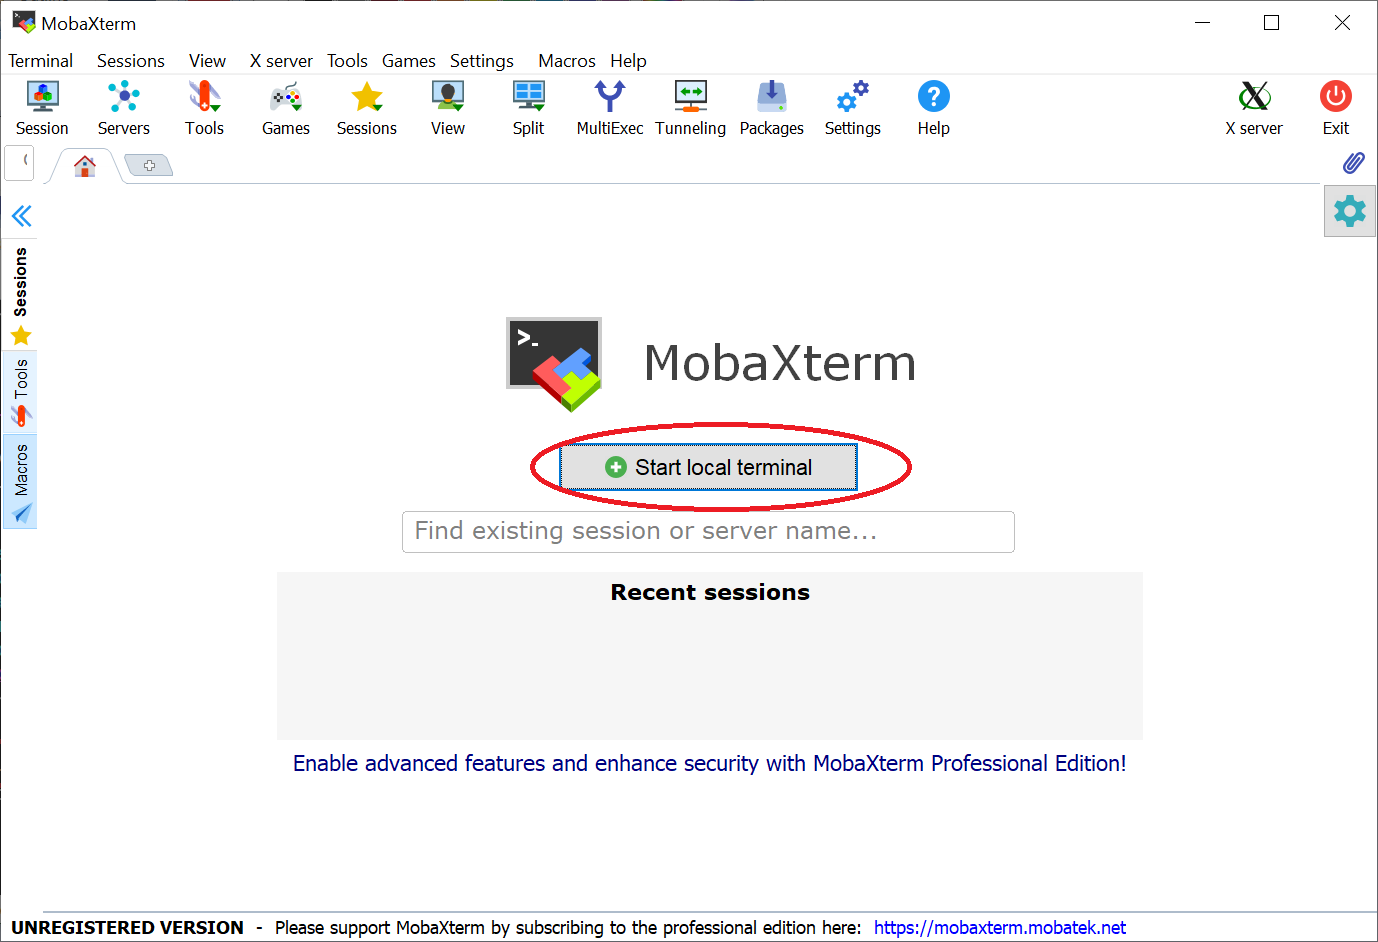 MobaXterm
Terminal Sessions View X server Tools Games Settings Macros Help
Session Servers Tools Games Sessions View Split MultiExec Tunneling Packages Settings Help X server Exit
Sessions
Tools
Macros
>_
MobaXterm
Start local terminal
Find existing session or server name...
Recent sessions
Enable advanced features and enhance security with MobaXterm Professional Edition!
UNREGISTERED VERSION - Please support MobaXterm by subscribing to the professional edition here: https://mobaxterm.mobatek.net